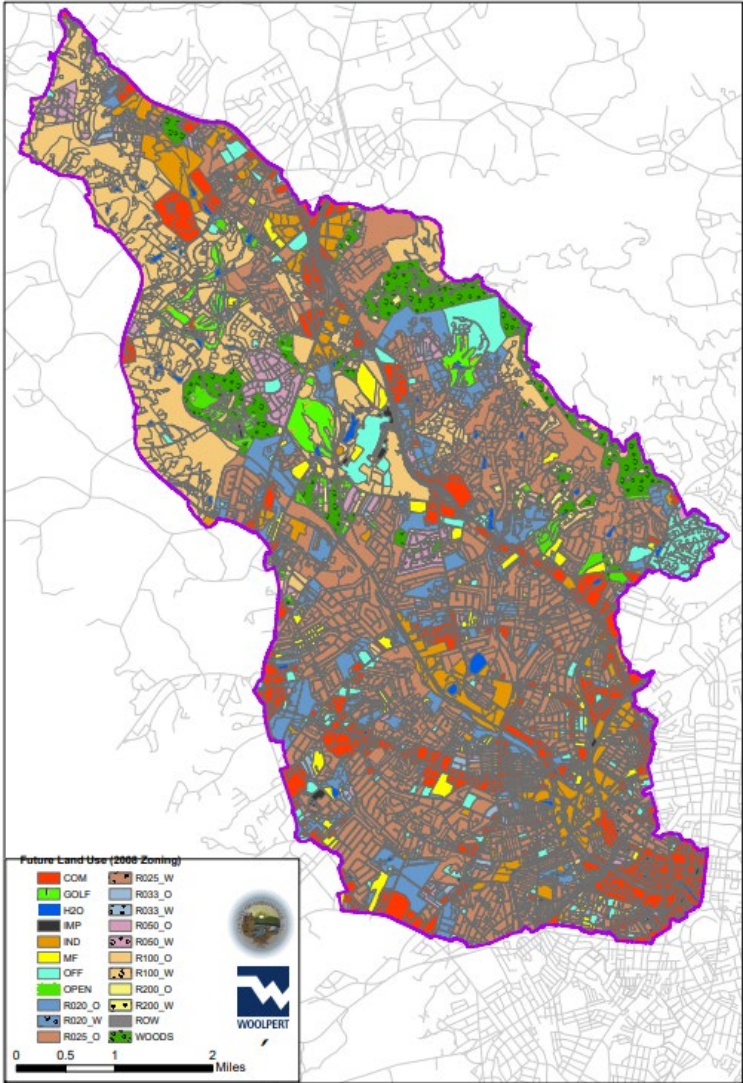 Future Land Use (2008 Zoning)
COM
GOLF
H2O
IMP
IND
MF
OFF
OPEN
R020_O
R020_W
R025_O
R025_W
R033_O
R033_W
R050_O
R050_W
R100_O
R100_W
R200_O
R200_W
ROW
WOODS
WOOLPERT
0 0.5 1 2
Miles